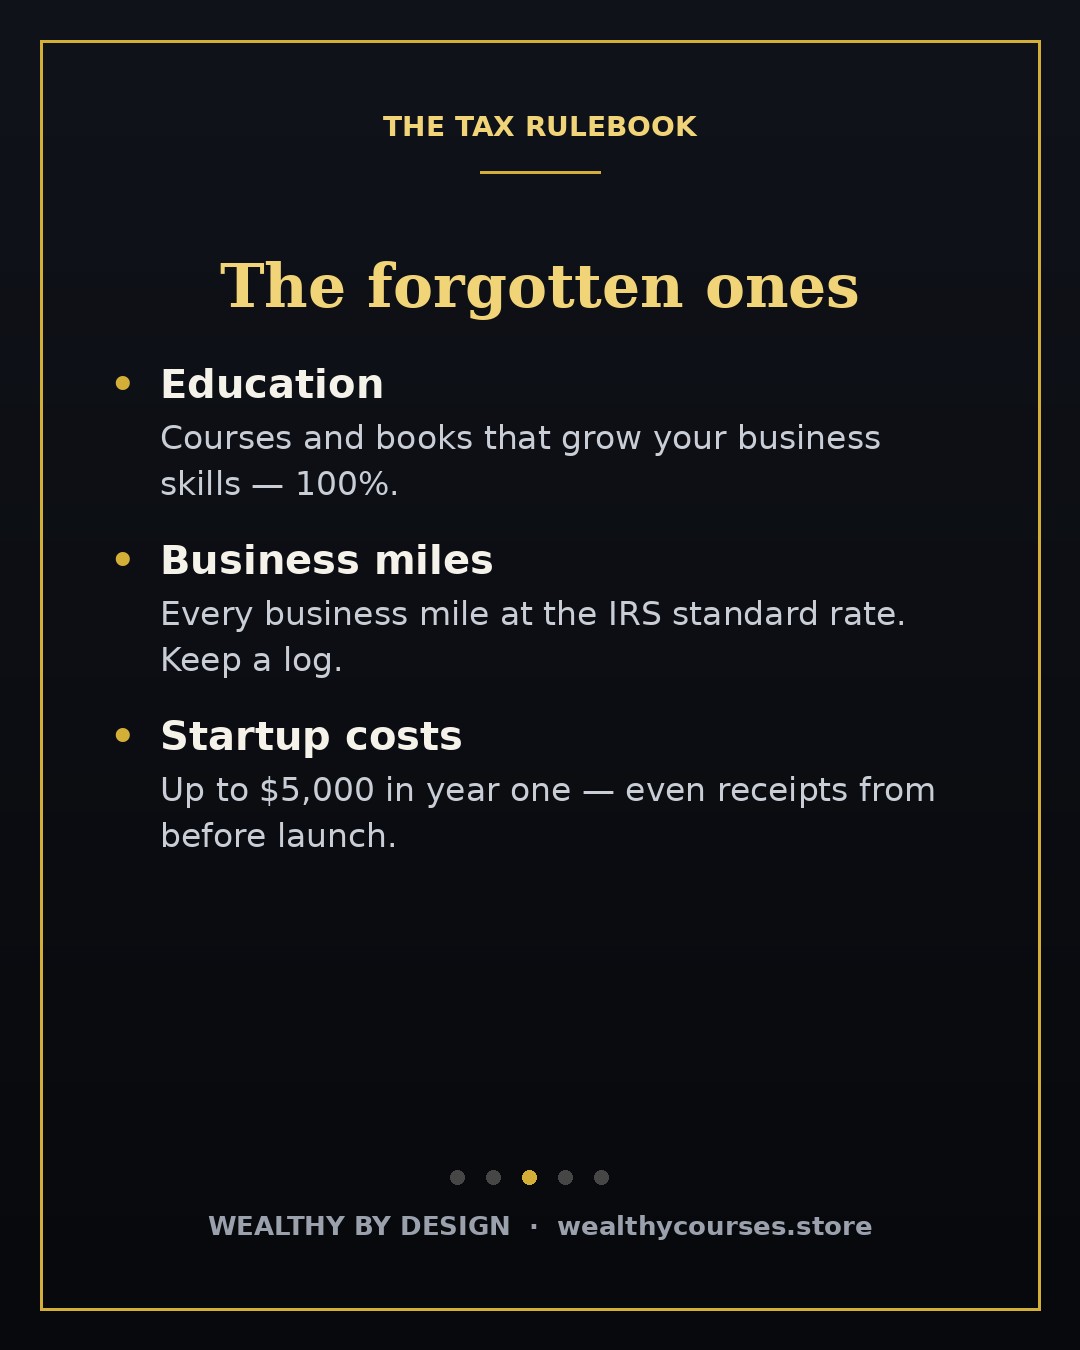 THE TAX RULEBOOK
The forgotten ones
• Education
Courses and books that grow your business
skills — 100%.
• Business miles
Every business mile at the IRS standard rate.
Keep a log.
• Startup costs
Up to $5,000 in year one — even receipts from
before launch.
WEALTHY BY DESIGN · wealthycourses.store